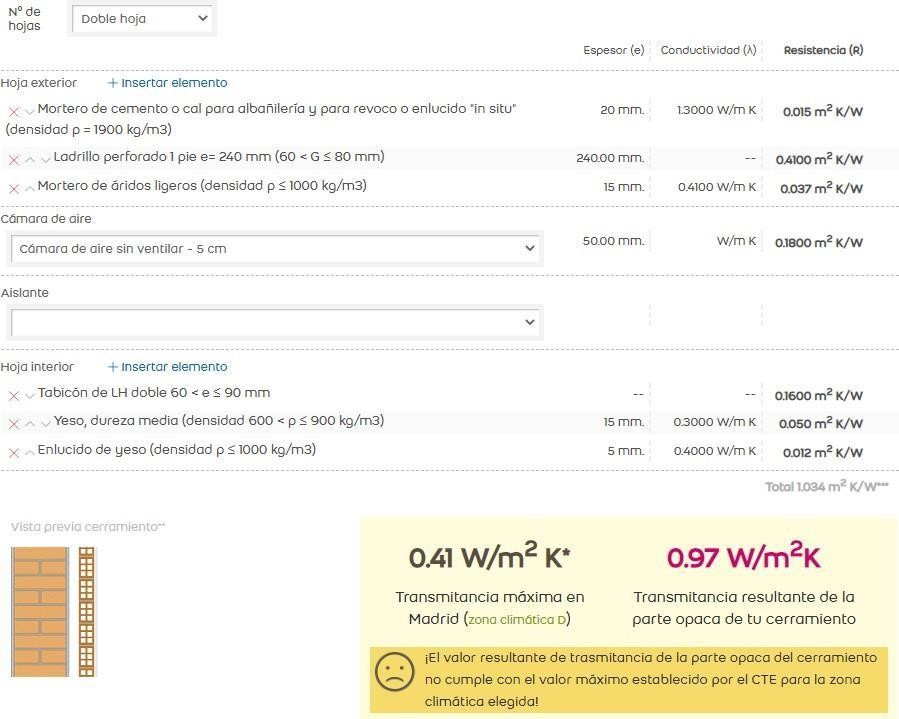 Nº de
hojas
Doble hoja
Espesor (e) Conductividad (λ) Resistencia (R)
Hoja exterior + Insertar elemento
Mortero de cemento o cal para albañilería y para revoco o enlucido "in situ" 20 mm. 1.3000 W/m K 0.015 m² K/W
(densidad ρ = 1900 kg/m3)
Ladrillo perforado 1 pie e= 240 mm (60 < G ≤ 80 mm) 240.00 mm. -- 0.4100 m² K/W
Mortero de áridos ligeros (densidad ρ ≤ 1000 kg/m3) 15 mm. 0.4100 W/m K 0.037 m² K/W
Cámara de aire
Cámara de aire sin ventilar - 5 cm 50.00 mm. W/m K 0.1800 m² K/W
Aislante
Hoja interior + Insertar elemento
Tabicón de LH doble 60 < e ≤ 90 mm -- -- 0.1600 m² K/W
Yeso, dureza media (densidad 600 < ρ ≤ 900 kg/m3) 15 mm. 0.3000 W/m K 0.050 m² K/W
Enlucido de yeso (densidad ρ ≤ 1000 kg/m3) 5 mm. 0.4000 W/m K 0.012 m² K/W
Total 1.034 m² K/W***
Vista previa cerramiento**
0.41 W/m² K* 0.97 W/m²K
Transmitancia máxima en Transmitancia resultante de la
Madrid (zona climática D) parte opaca de tu cerramiento
¡El valor resultante de trasmitancia de la parte opaca del cerramiento
no cumple con el valor máximo establecido por el CTE para la zona
climática elegida!